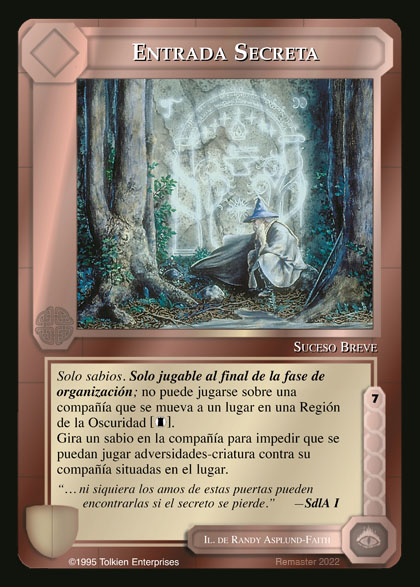 Entrada Secreta
Suceso Breve
Solo sabios. Solo jugable al final de la fase de
organización; no puede jugarse sobre una
compañía que se mueva a un lugar en una Región
de la Oscuridad [].
Gira un sabio en la compañía para impedir que se
puedan jugar adversidades-criatura contra su
compañía situadas en el lugar.
“… ni siquiera los amos de estas puertas pueden
encontrarlas si el secreto se pierde.” —SdlA I
7
Il. de Randy Asplund-Faith
©1995 Tolkien Enterprises
Remaster 2022